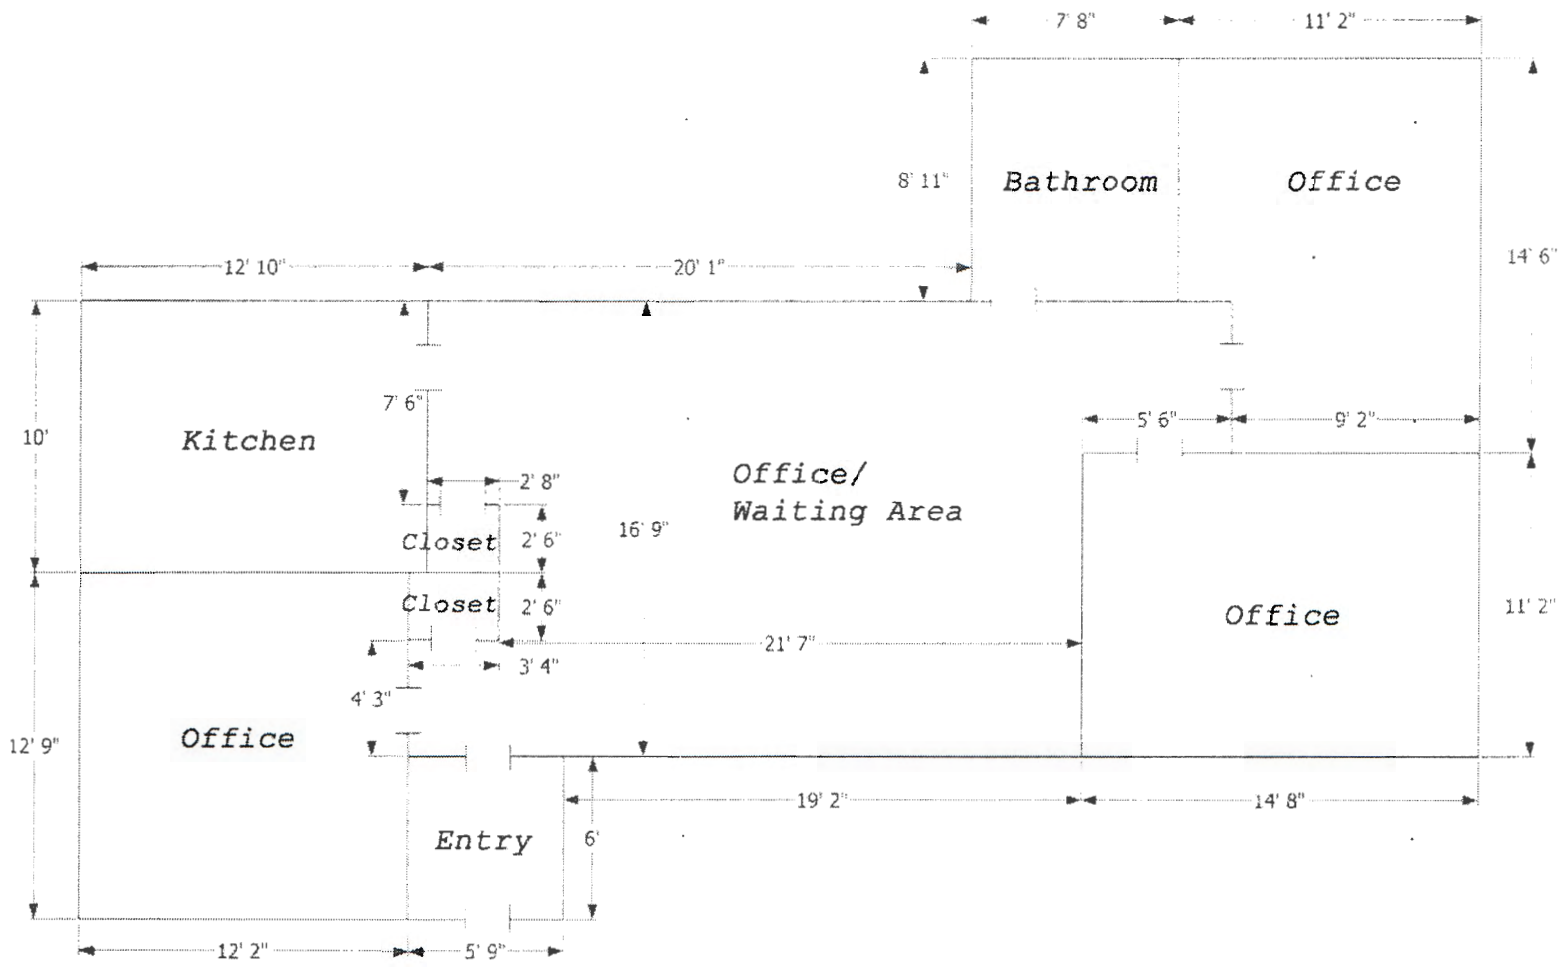 7' 8"
11' 2"
8' 11"
Bathroom
Office
14' 6"
12' 10"
20' 1"
7' 6"
5' 6"
9' 2"
10'
Kitchen
Office/
Waiting Area
2' 8"
16' 9"
Closet
2' 6"
Closet
2' 6"
Office
11' 2"
21' 7"
3' 4"
4' 3"
Office
12' 9"
19' 2"
14' 8"
Entry
6'
12' 2"
5' 9"